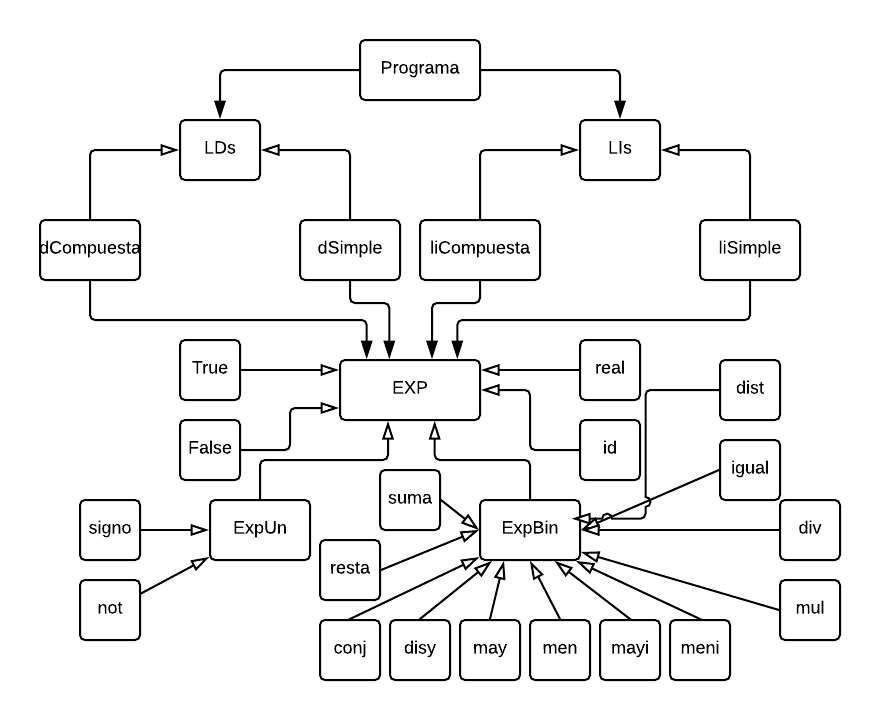 Programa
LDs
LIs
dCompuesta
dSimple
liCompuesta
liSimple
True
EXP
real
dist
False
id
igual
suma
signo
ExpUn
ExpBin
div
resta
not
mul
conj
disy
may
men
mayi
meni